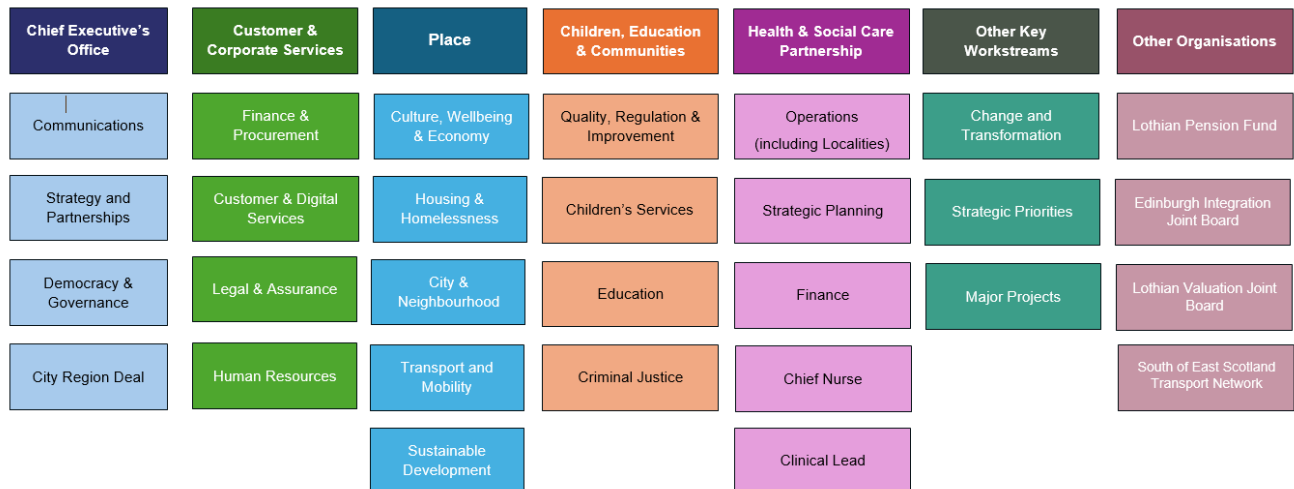 Chief Executive's
Office
Communications
Strategy and
Partnerships
Democracy &
Governance
City Region Deal
Customer &
Corporate Services
Finance &
Procurement
Customer & Digital
Services
Legal & Assurance
Human Resources
Place
Culture, Wellbeing
& Economy
Housing &
Homelessness
City &
Neighbourhood
Transport and
Mobility
Sustainable
Development
Children, Education
& Communities
Quality, Regulation &
Improvement
Children's Services
Education
Criminal Justice
Health & Social Care
Partnership
Operations
(including Localities)
Strategic Planning
Finance
Chief Nurse
Clinical Lead
Other Key
Workstreams
Change and
Transformation
Strategic Priorities
Major Projects
Other Organisations
Lothian Pension Fund
Edinburgh Integration
Joint Board
Lothian Valuation Joint
Board
South of East Scotland
Transport Network